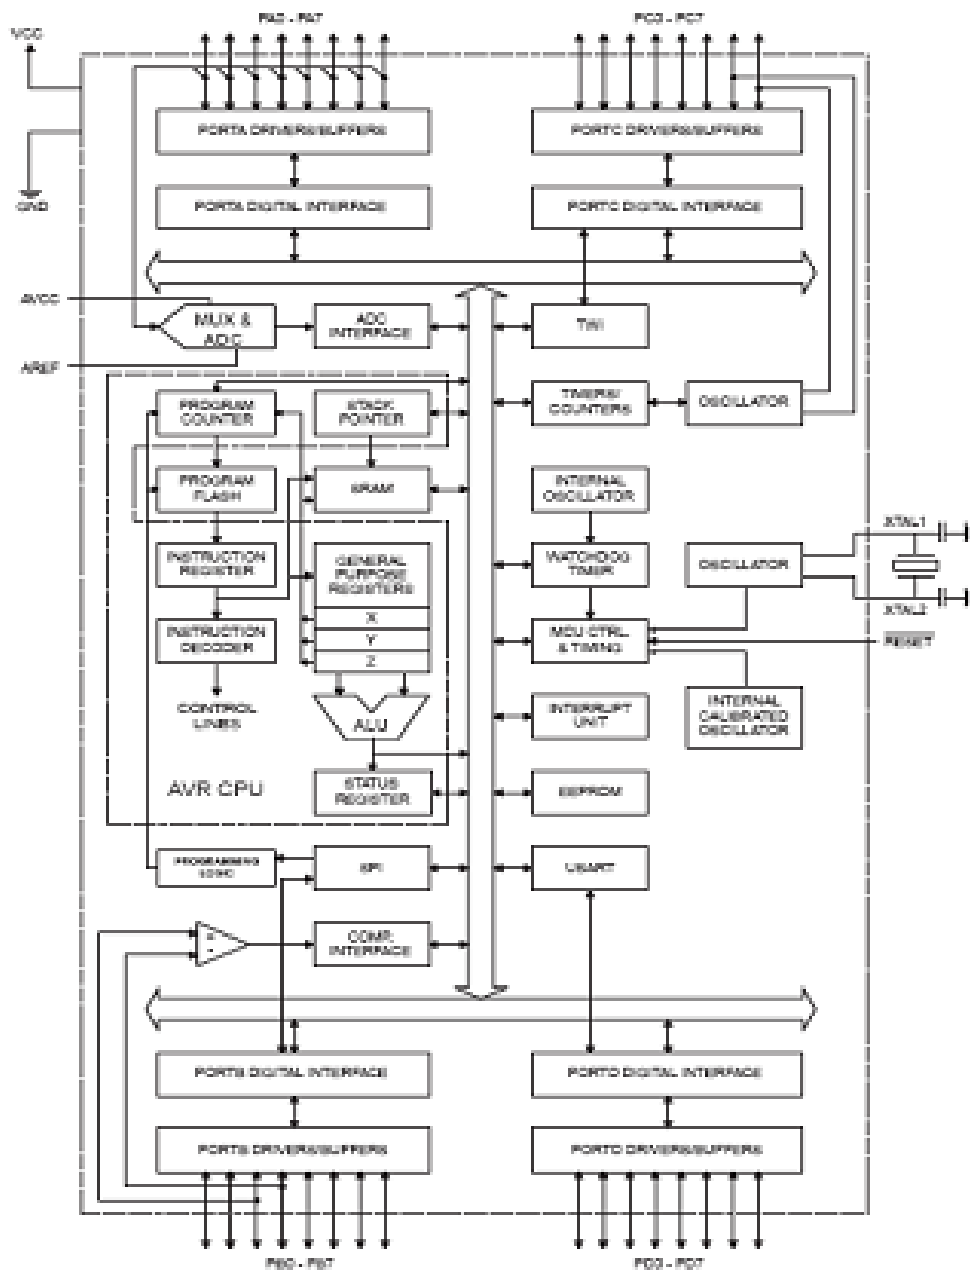 PA0 - PA7
PC0 - PC7
VCC
GND
PORTA DRIVERS/BUFFERS
PORTC DRIVERS/BUFFERS
PORTA DIGITAL INTERFACE
PORTC DIGITAL INTERFACE
AVCC
AREF
MUX &
ADC
ADC
INTERFACE
TWI
PROGRAM
COUNTER
STACK
POINTER
TIMERS/
COUNTERS
OSCILLATOR
PROGRAM
FLASH
SRAM
INTERNAL
OSCILLATOR
XTAL1
INSTRUCTION
REGISTER
GENERAL
PURPOSE
REGISTERS
WATCHDOG
TIMER
OSCILLATOR
XTAL2
X
Y
Z
INSTRUCTION
DECODER
MCU CTRL.
& TIMING
RESET
CONTROL
LINES
ALU
INTERRUPT
UNIT
INTERNAL
CALIBRATED
OSCILLATOR
AVR CPU
STATUS
REGISTER
EEPROM
PROGRAMMING
LOGIC
SPI
USART
+
-
COMP.
INTERFACE
PORTB DIGITAL INTERFACE
PORTD DIGITAL INTERFACE
PORTB DRIVERS/BUFFERS
PORTD DRIVERS/BUFFERS
PB0 - PB7
PD0 - PD7